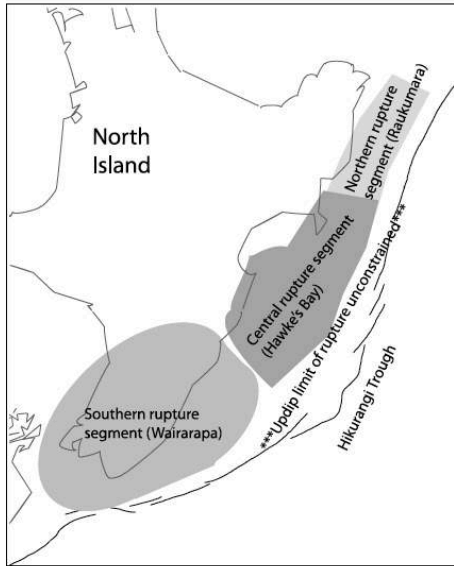 North
Island
Northern rupture
segment (Raukumara)
Central rupture segment
(Hawke's Bay)
***Updip limit of rupture unconstrained***
Hikurangi Trough
Southern rupture
segment (Wairarapa)